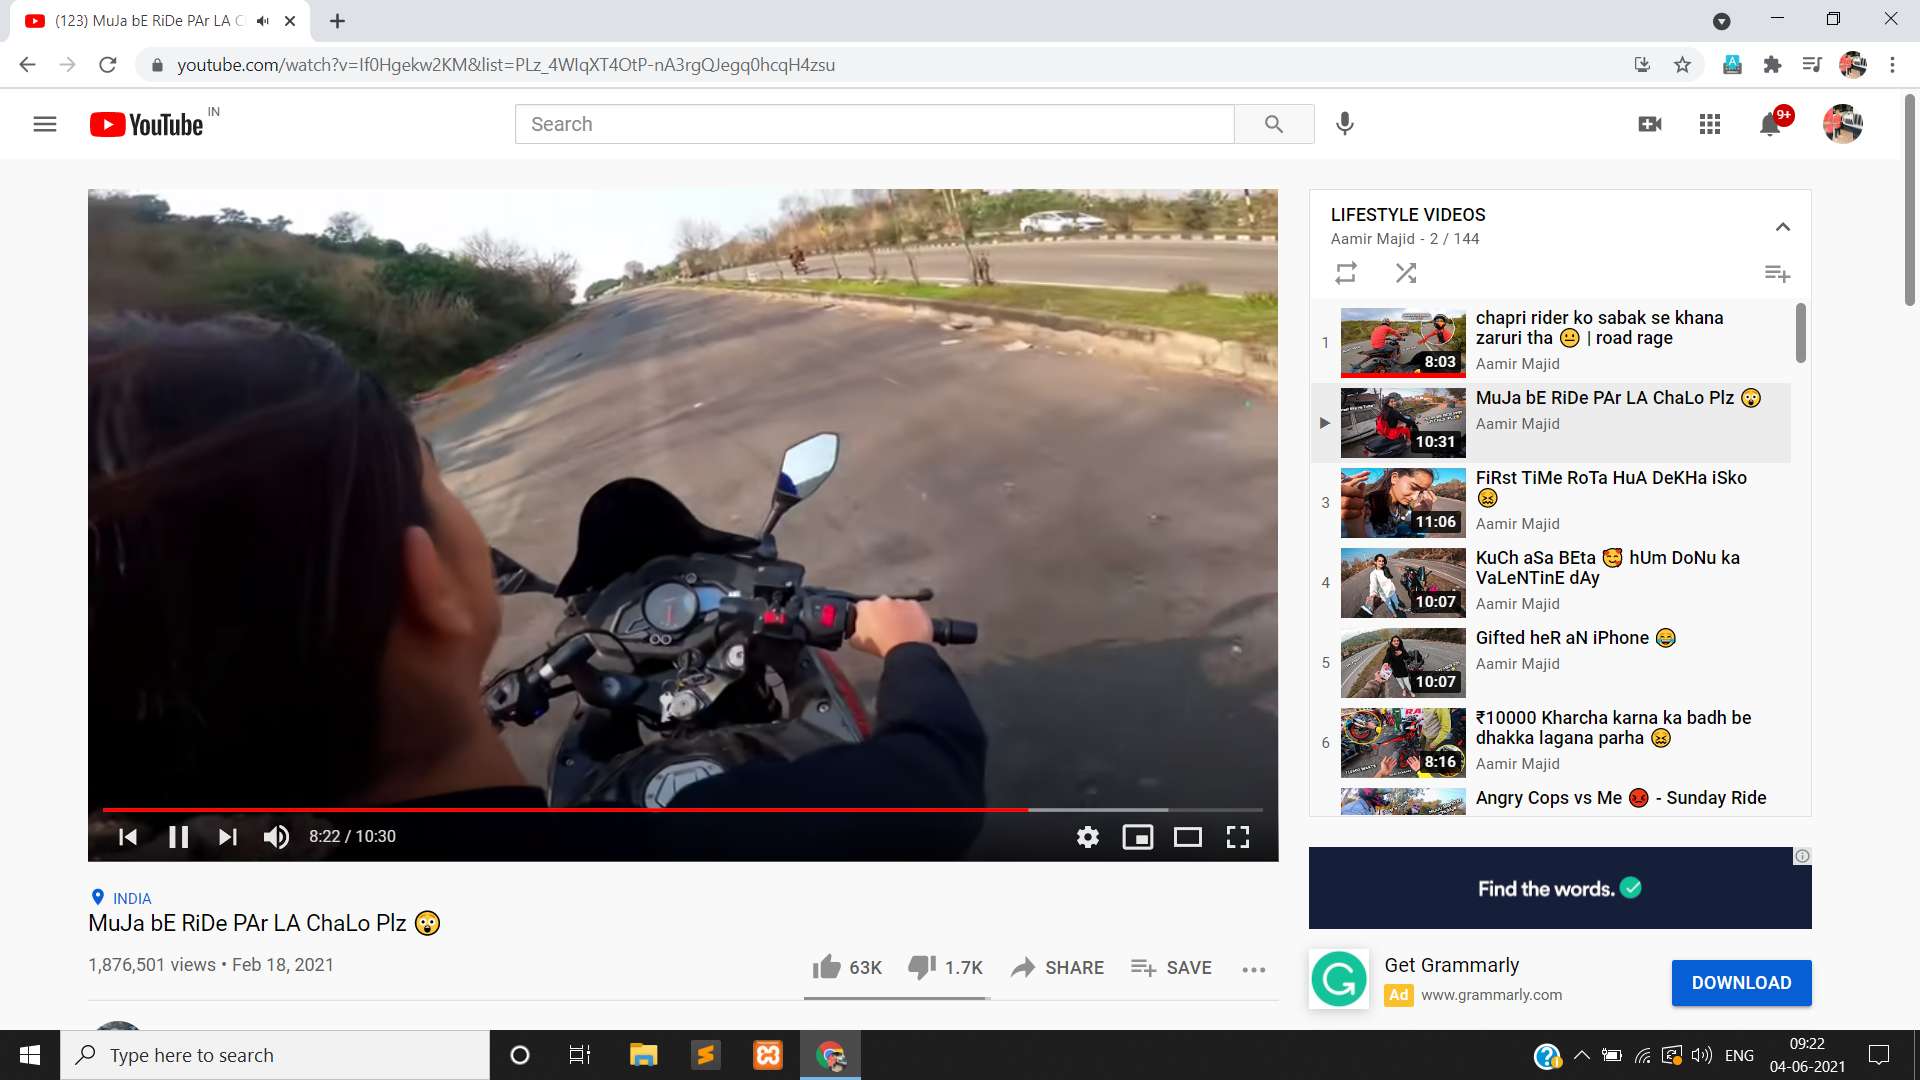 (123) MuJa bE RiDe PAr LA C
youtube.com/watch?v=If0Hgekw2KM&list=PLz_4WIqXT4OtP-nA3rgQJegq0hcqH4zsu
YouTube IN
Search
9+
LIFESTYLE VIDEOS
Aamir Majid - 2 / 144
1
8:03
chapri rider ko sabak se khana
zaruri tha 😐 | road rage
Aamir Majid
10:31
MuJa bE RiDe PAr LA ChaLo Plz 😲
Aamir Majid
3
11:06
FiRst TiMe RoTa HuA DeKHa iSko
😖
Aamir Majid
4
10:07
KuCh aSa BEta 🥰 hUm DoNu ka
VaLeNTinE dAy
Aamir Majid
5
10:07
Gifted heR aN iPhone 😂
Aamir Majid
6
8:16
₹10000 Kharcha karna ka badh be
dhakka lagana parha 😖
Aamir Majid
Angry Cops vs Me 😡 - Sunday Ride
8:22 / 10:30
INDIA
MuJa bE RiDe PAr LA ChaLo Plz 😲
1,876,501 views • Feb 18, 2021
63K
1.7K
SHARE
SAVE
Find the words.
Get Grammarly
Ad www.grammarly.com
DOWNLOAD
Type here to search
ENG
09:22
04-06-2021